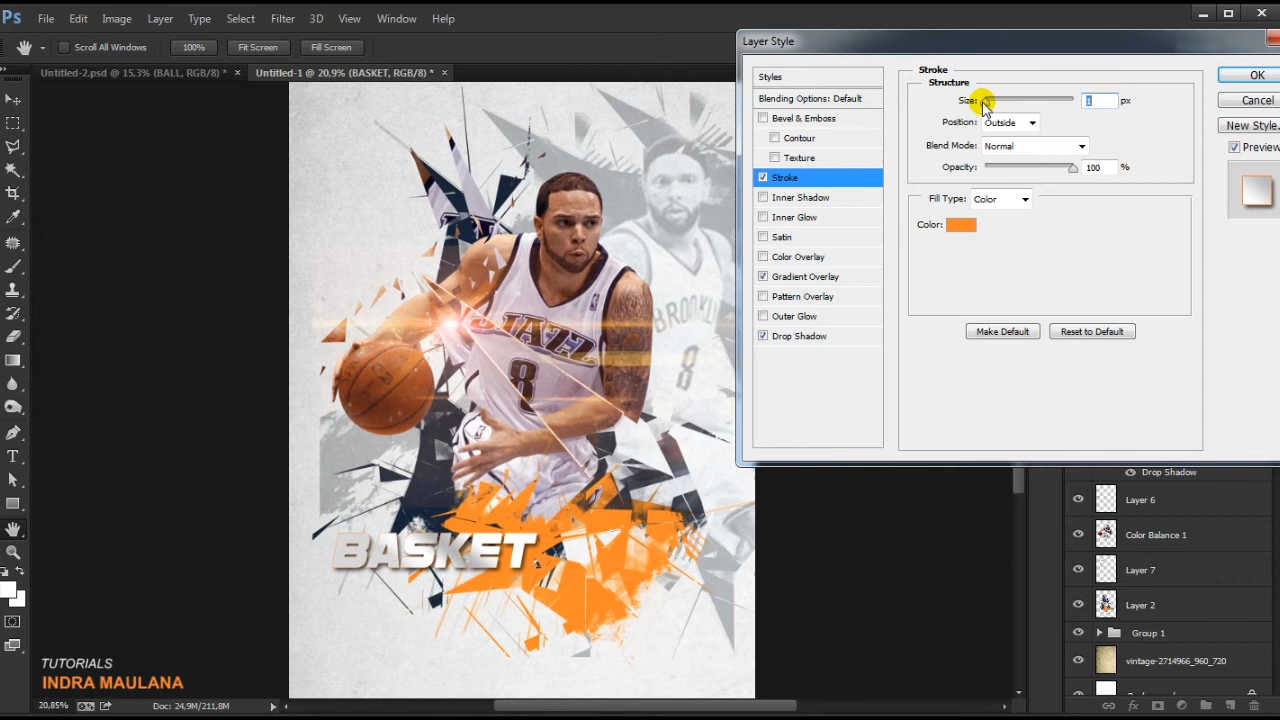 Ps File Edit Image Layer Type Select Filter 3D View Window Help
Scroll All Windows 100% Fit Screen Fill Screen
Untitled-2.psd @ 15,3% (BALL, RGB/8) * × Untitled-1 @ 20,9% (BASKET, RGB/8) * ×
Layer Style
Styles
Blending Options: Default
Bevel & Emboss
Contour
Texture
Stroke
Inner Shadow
Inner Glow
Satin
Color Overlay
Gradient Overlay
Pattern Overlay
Outer Glow
Drop Shadow
Stroke
Structure
Size: 1 px
Position: Outside
Blend Mode: Normal
Opacity: 100 %
Fill Type: Color
Color:
Make Default Reset to Default
OK
Cancel
New Style..
Preview
BROOKLYN
8
JAZZ
8
BASKET
Drop Shadow
Layer 6
Color Balance 1
Layer 7
Layer 2
Group 1
vintage-2714966_960_720
TUTORIALS
INDRA MAULANA
20,85% Doc: 24,9M/211,8M